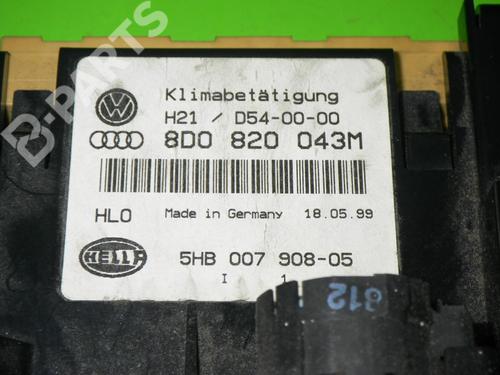 B-PARTS
Klimabetätigung
H21 / D54-00-00
8D0 820 043M
HLO Made in Germany 18.05.99
HELLA 5HB 007 908-05
I 1
812